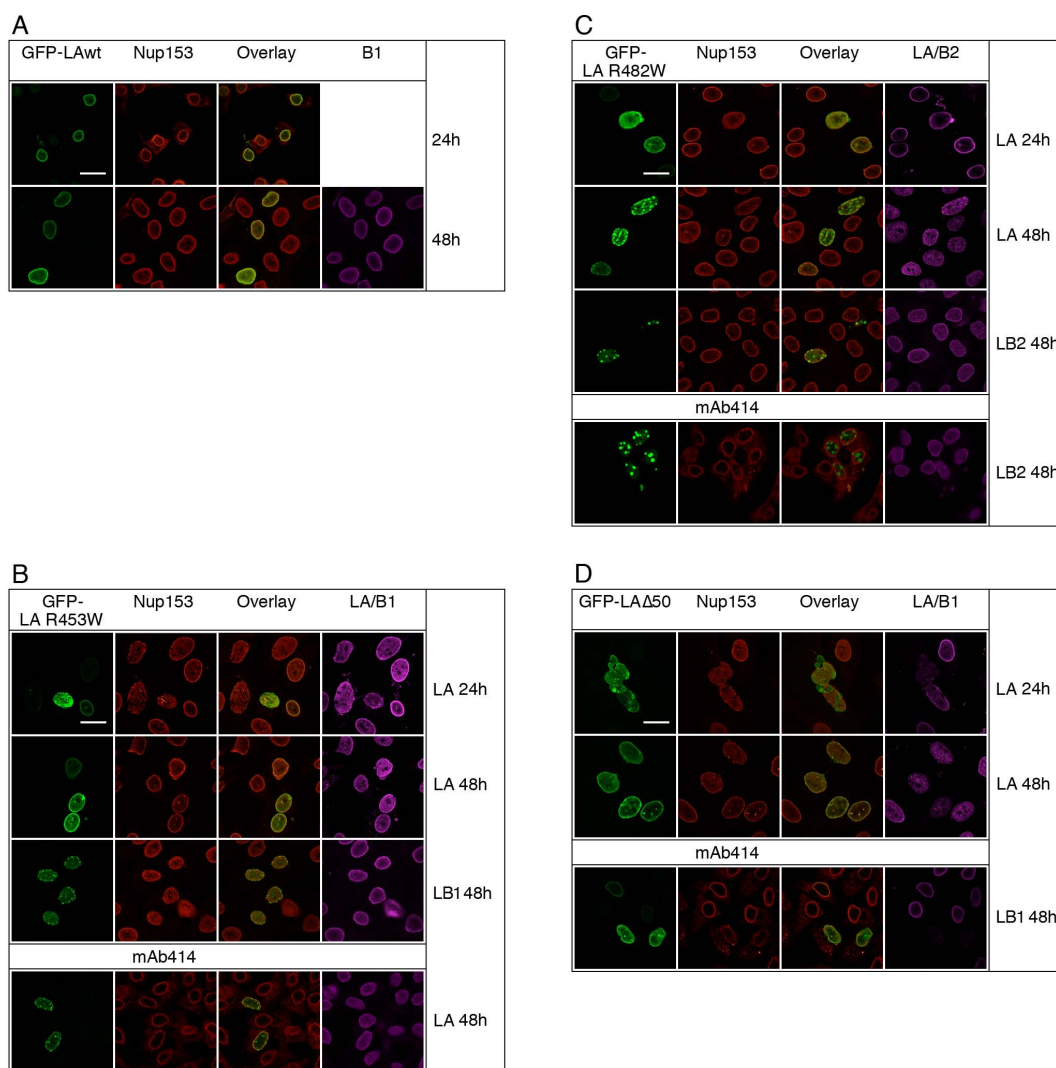 A
GFP-LAwt Nup153 Overlay B1
24h
48h
B
GFP-
LA R453W Nup153 Overlay LA/B1
LA 24h
LA 48h
LB1 48h
mAb414
LA 48h
C
GFP-
LA R482W Nup153 Overlay LA/B2
LA 24h
LA 48h
LB2 48h
mAb414
LB2 48h
D
GFP-LAΔ50 Nup153 Overlay LA/B1
LA 24h
LA 48h
mAb414
LB1 48h